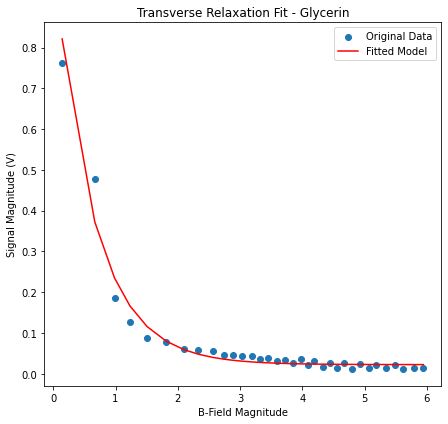 Transverse Relaxation Fit - Glycerin
Original Data
Fitted Model
Signal Magnitude (V)
0.8
0.7
0.6
0.5
0.4
0.3
0.2
0.1
0.0
0 1 2 3 4 5 6
B-Field Magnitude